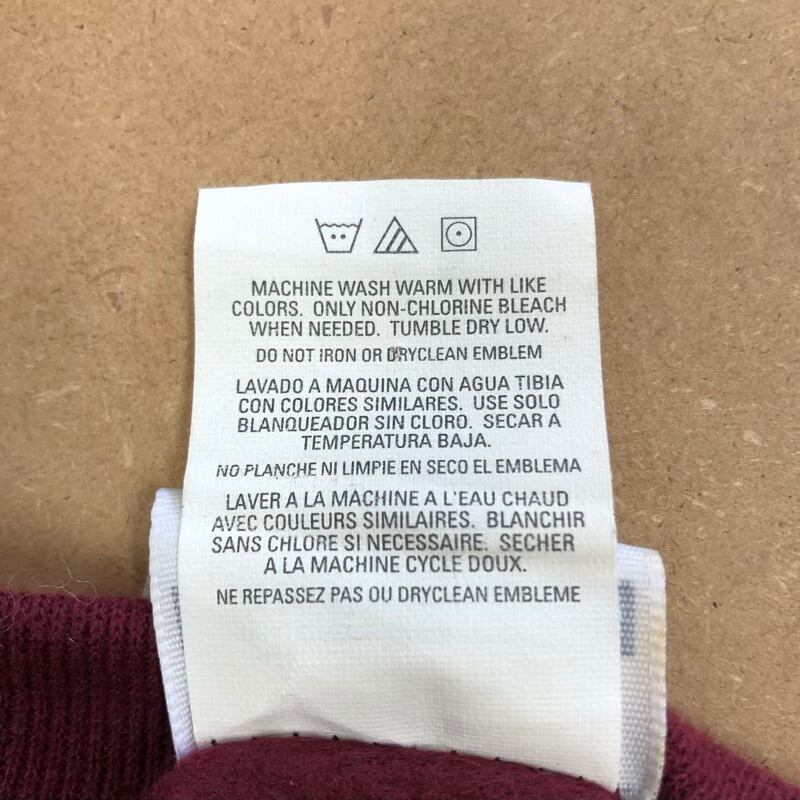 MACHINE WASH WARM WITH LIKE
COLORS. ONLY NON-CHLORINE BLEACH
WHEN NEEDED. TUMBLE DRY LOW.
DO NOT IRON OR DRYCLEAN EMBLEM
LAVADO A MAQUINA CON AGUA TIBIA
CON COLORES SIMILARES. USE SOLO
BLANQUEADOR SIN CLORO. SECAR A
TEMPERATURA BAJA.
NO PLANCHE NI LIMPIE EN SECO EL EMBLEMA
LAVER A LA MACHINE A L'EAU CHAUD
AVEC COULEURS SIMILAIRES. BLANCHIR
SANS CHLORE SI NECESSAIRE. SECHER
A LA MACHINE CYCLE DOUX.
NE REPASSEZ PAS OU DRYCLEAN EMBLEME